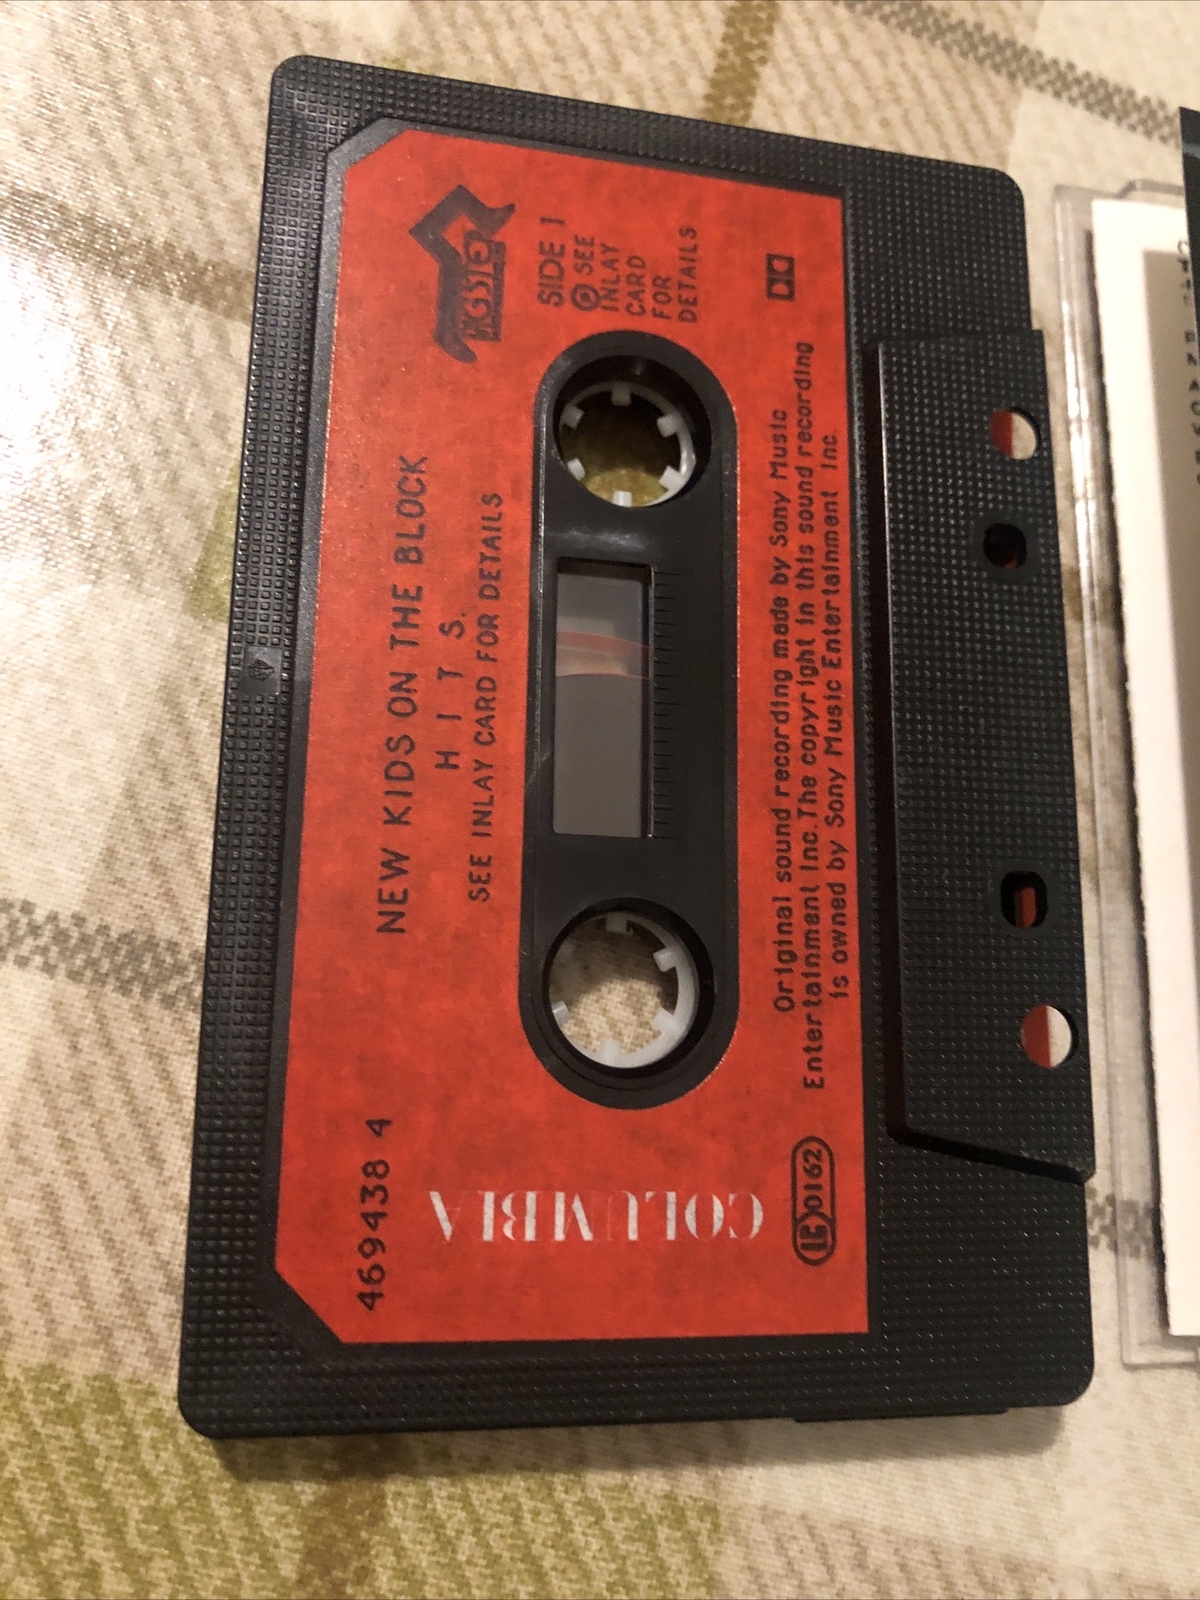 NEW KIDS ON THE BLOCK
H I T S.
SEE INLAY CARD FOR DETAILS
469438 4
SIDE 1
Ⓟ SEE
INLAY
CARD
FOR
DETAILS
COLUMBIA
LC 0162
Original sound recording made by Sony Music
Entertainment Inc.The copyright in this sound recording
is owned by Sony Music Entertainment Inc.